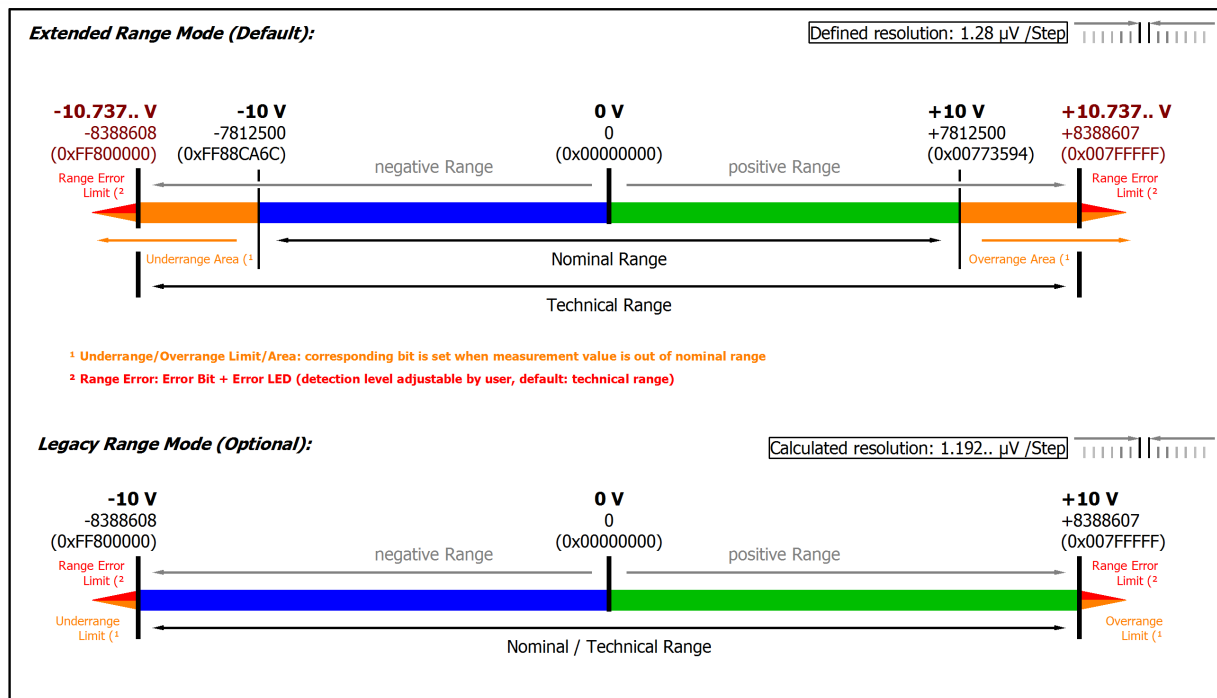 Extended Range Mode (Default):
Defined resolution: 1.28 µV /Step
-10.737.. V
-10 V
0 V
+10 V
+10.737.. V
-8388608
-7812500
0
+7812500
+8388607
(0xFF800000)
(0xFF88CA6C)
(0x00000000)
(0x00773594)
(0x007FFFFF)
negative Range
positive Range
Range Error
Limit (²
Range Error
Limit (²
Underrange Area (¹
Nominal Range
Overrange Area (¹
Technical Range
¹ Underrange/Overrange Limit/Area: corresponding bit is set when measurement value is out of nominal range
² Range Error: Error Bit + Error LED (detection level adjustable by user, default: technical range)
Legacy Range Mode (Optional):
Calculated resolution: 1.192.. µV /Step
-10 V
0 V
+10 V
-8388608
0
+8388607
(0xFF800000)
(0x00000000)
(0x007FFFFF)
negative Range
positive Range
Range Error
Limit (²
Range Error
Limit (²
Underrange
Limit (¹
Overrange
Limit (¹
Nominal / Technical Range